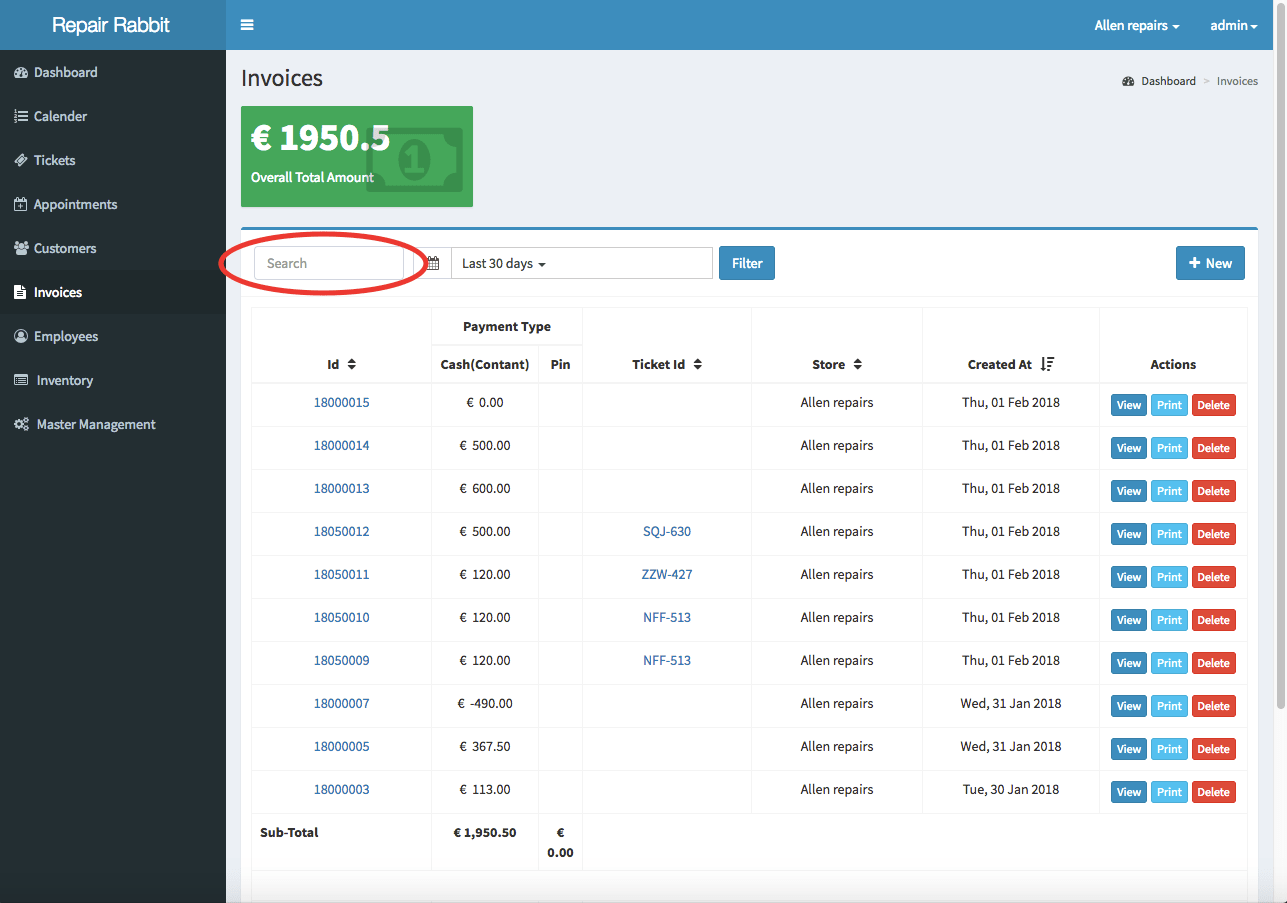 Repair Rabbit
Allen repairs
admin
Dashboard
Calender
Tickets
Appointments
Customers
Invoices
Employees
Inventory
Master Management
Invoices
Dashboard > Invoices
€ 1950.5
Overall Total Amount
1
Search
Last 30 days
Filter
+ New
Payment Type
Id Cash(Contant) Pin Ticket Id Store Created At Actions
18000015 € 0.00 Allen repairs Thu, 01 Feb 2018 View Print Delete
18000014 € 500.00 Allen repairs Thu, 01 Feb 2018 View Print Delete
18000013 € 600.00 Allen repairs Thu, 01 Feb 2018 View Print Delete
18050012 € 500.00 SQJ-630 Allen repairs Thu, 01 Feb 2018 View Print Delete
18050011 € 120.00 ZZW-427 Allen repairs Thu, 01 Feb 2018 View Print Delete
18050010 € 120.00 NFF-513 Allen repairs Thu, 01 Feb 2018 View Print Delete
18050009 € 120.00 NFF-513 Allen repairs Thu, 01 Feb 2018 View Print Delete
18000007 € -490.00 Allen repairs Wed, 31 Jan 2018 View Print Delete
18000005 € 367.50 Allen repairs Wed, 31 Jan 2018 View Print Delete
18000003 € 113.00 Allen repairs Tue, 30 Jan 2018 View Print Delete
Sub-Total € 1,950.50 €
0.00